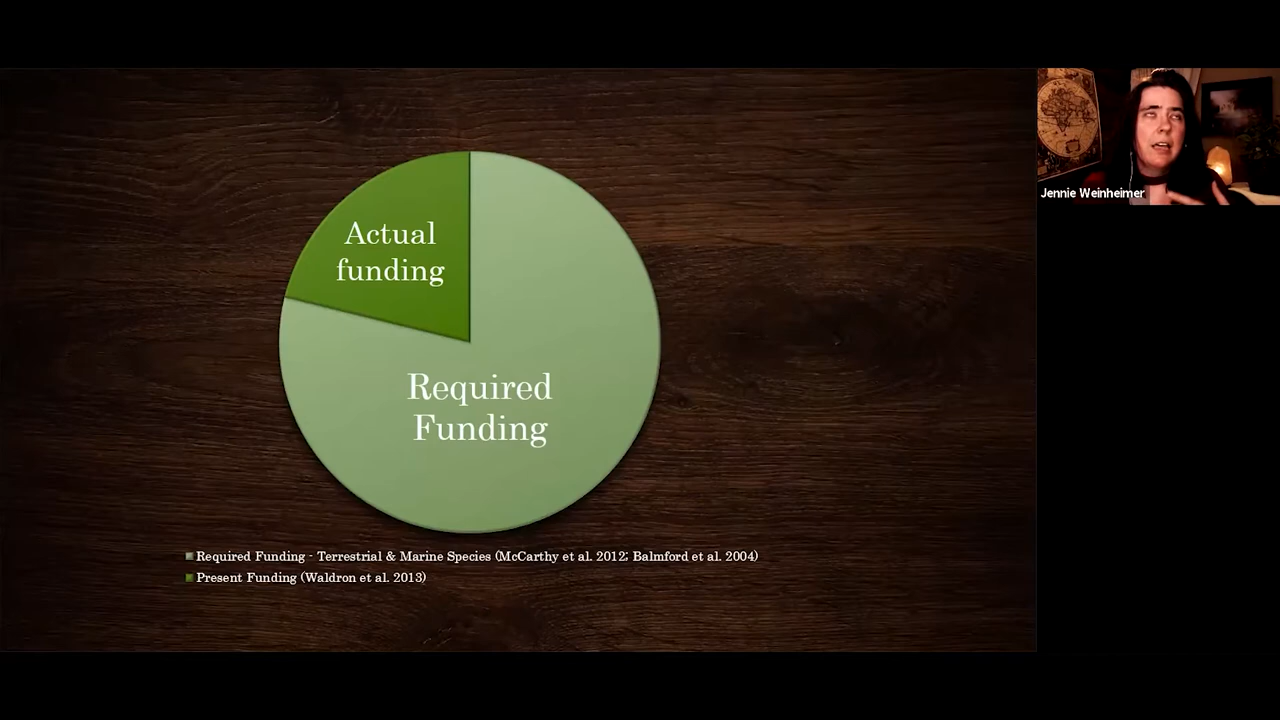 Actual
funding
Required
Funding
Required Funding - Terrestrial & Marine Species (McCarthy et al. 2012; Balmford et al. 2004)
Present Funding (Waldron et al. 2013)
Jennie Weinheimer